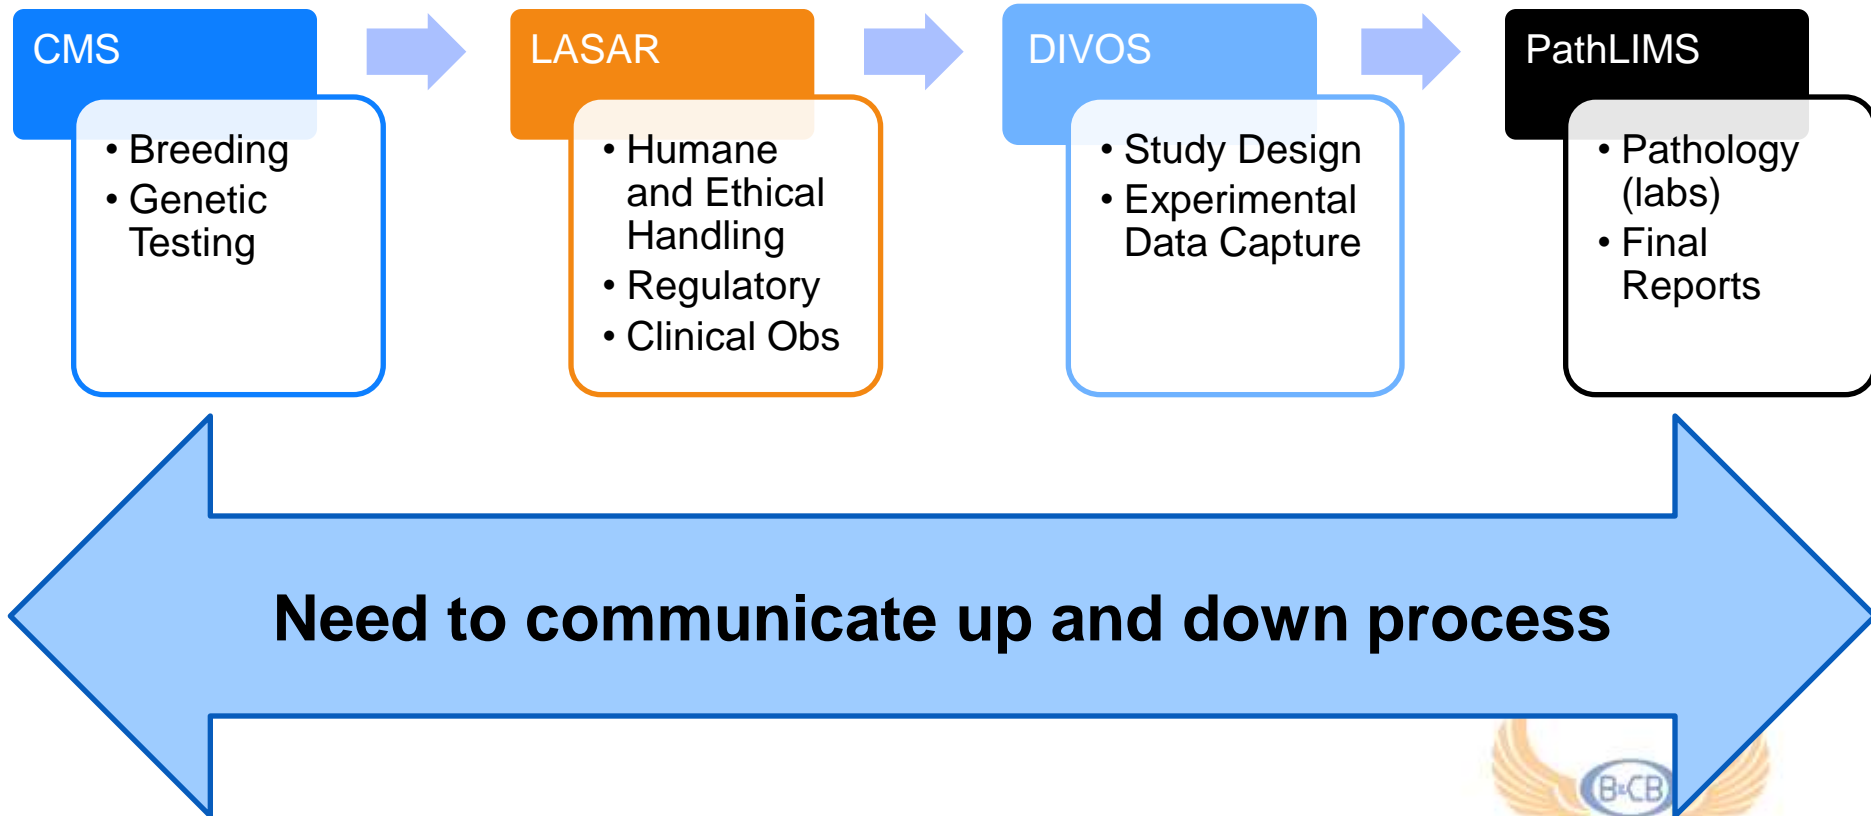 CMS
• Breeding
• Genetic
Testing
LASAR
• Humane
and Ethical
Handling
• Regulatory
• Clinical Obs
DIVOS
• Study Design
• Experimental
Data Capture
PathLIMS
• Pathology
(labs)
• Final
Reports
Need to communicate up and down process